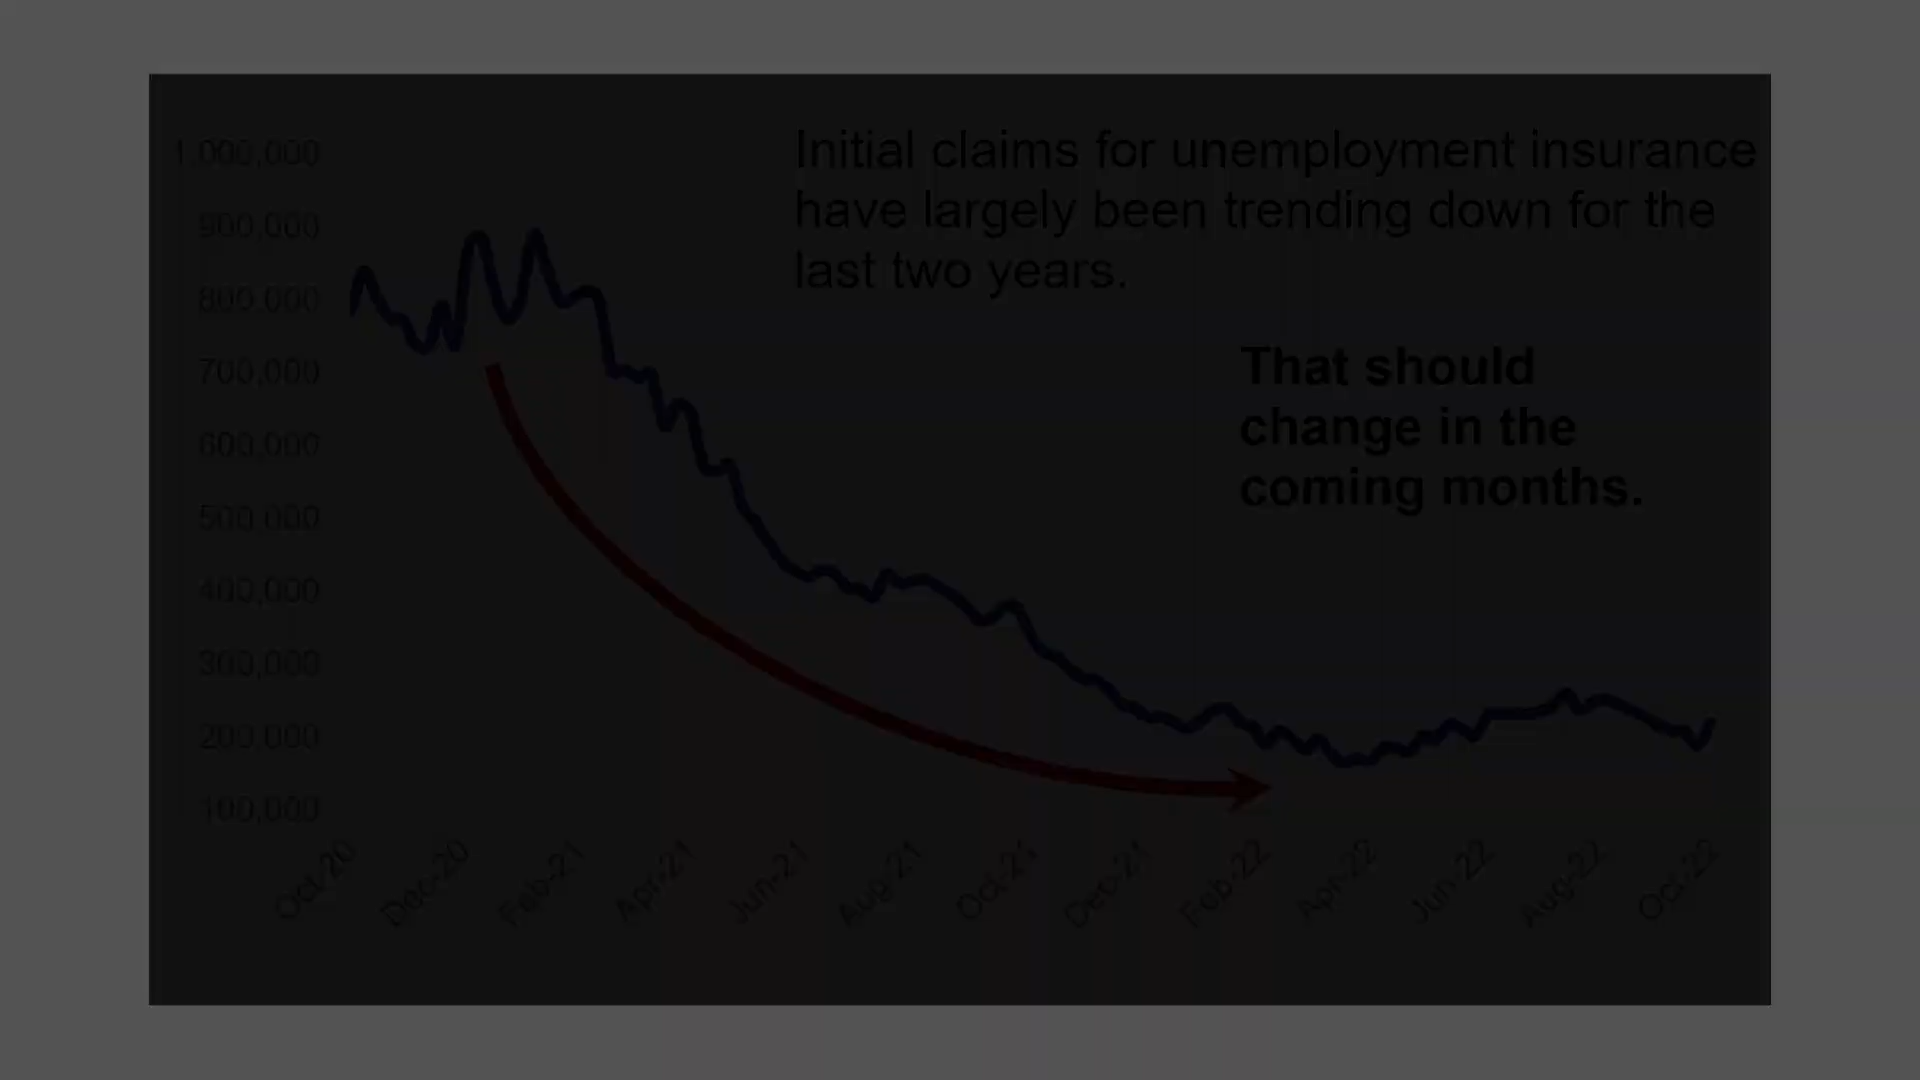 Initial claims for unemployment insurance
have largely been trending down for the
last two years.
That should
change in the
coming months.
1,000,000
900,000
800,000
700,000
600,000
500,000
400,000
300,000
200,000
100,000
Oct-20
Dec-20
Feb-21
Apr-21
Jun-21
Aug-21
Oct-21
Dec-21
Feb-22
Apr-22
Jun-22
Aug-22
Oct-22